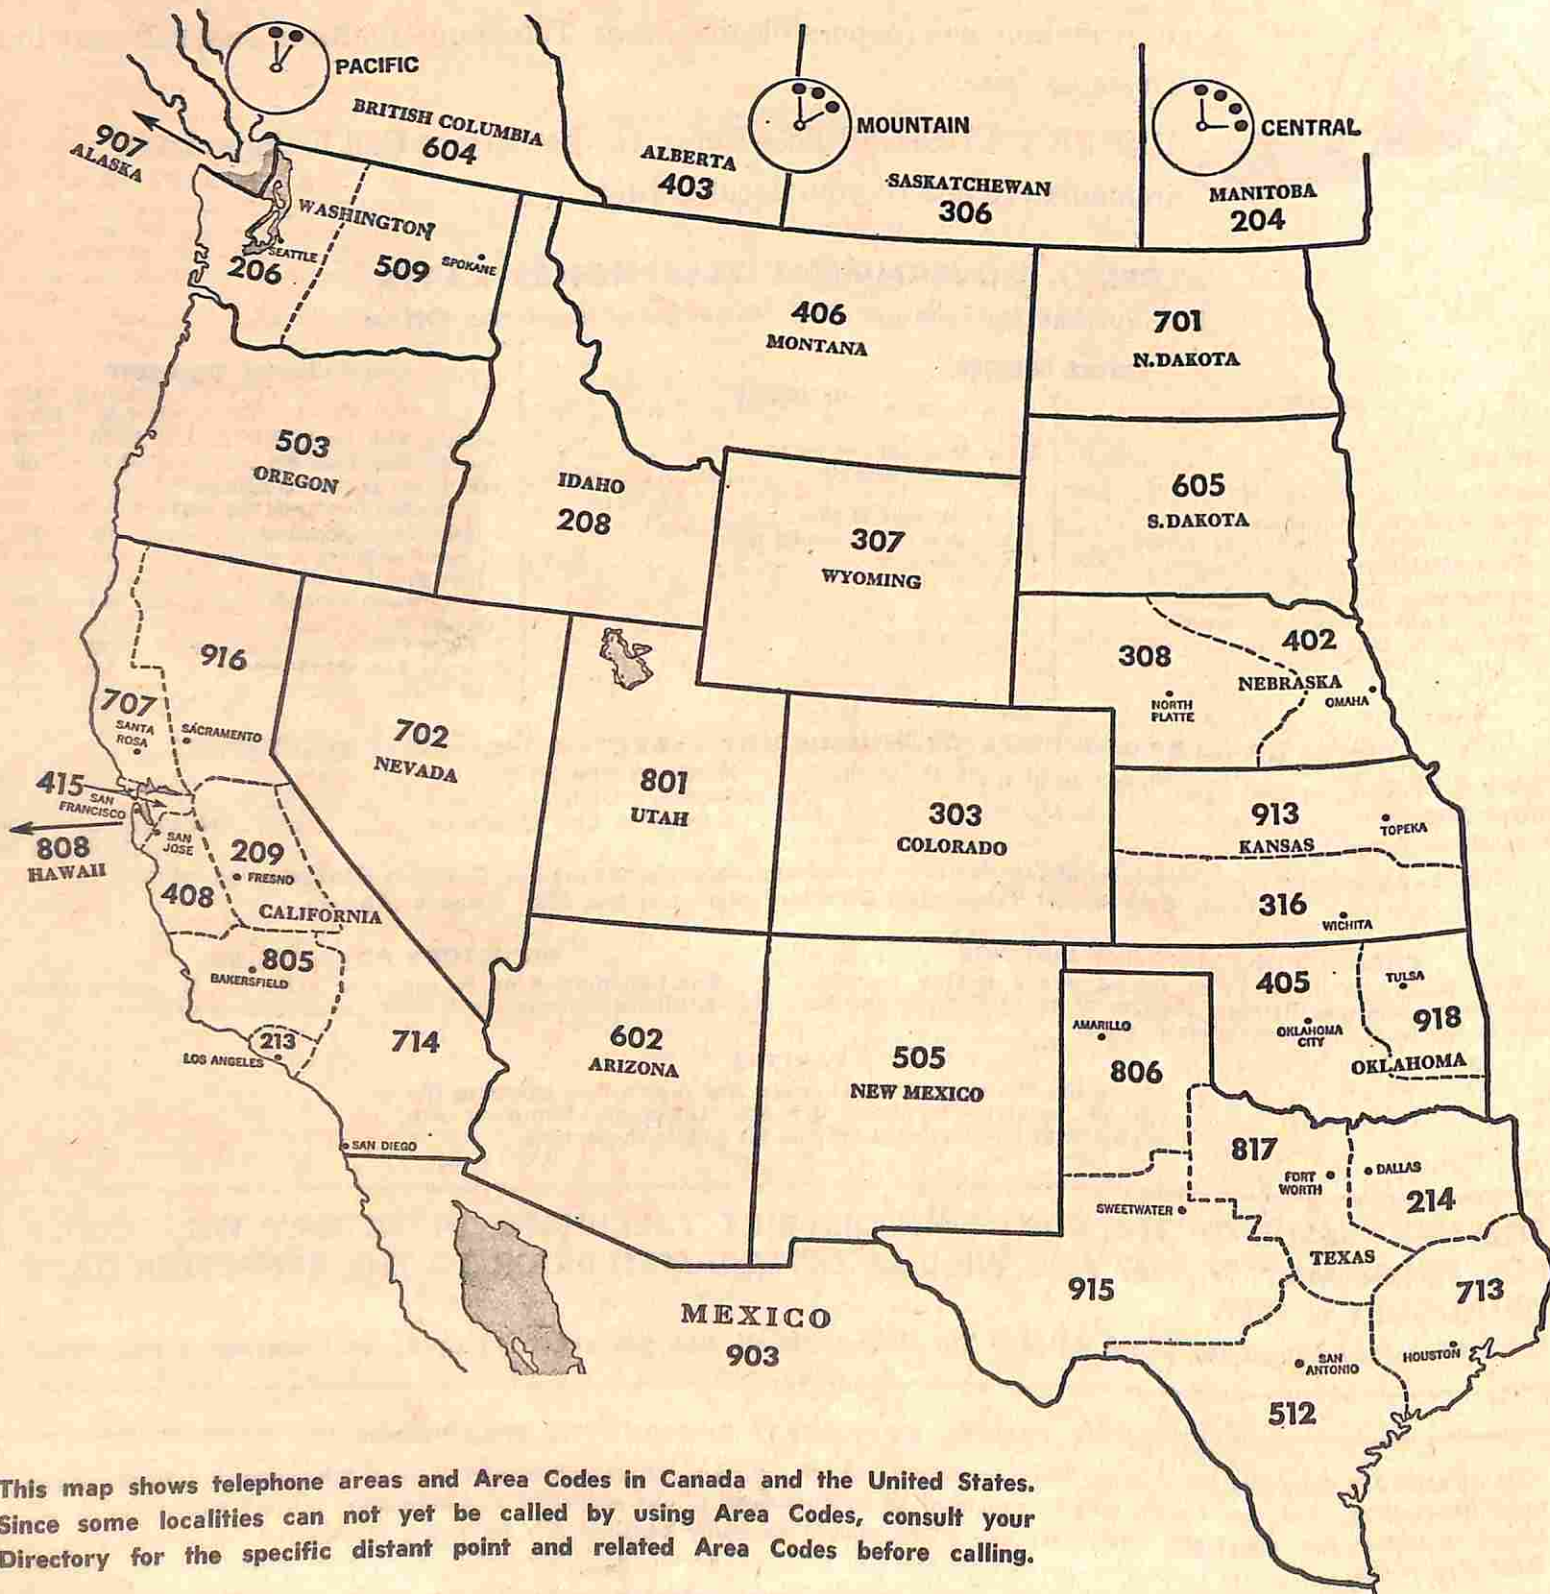 PACIFIC
BRITISH COLUMBIA
604
907
ALASKA
ALBERTA
403
MOUNTAIN
SASKATCHEWAN
306
CENTRAL
MANITOBA
204
WASHINGTON
SEATTLE
206
509
SPOKANE
406
MONTANA
701
N.DAKOTA
503
OREGON
IDAHO
208
307
WYOMING
605
S.DAKOTA
916
707
SANTA
ROSA
SACRAMENTO
415
SAN
FRANCISCO
808
HAWAII
SAN
JOSE
408
209
FRESNO
CALIFORNIA
702
NEVADA
801
UTAH
303
COLORADO
308
NORTH
PLATTE
402
NEBRASKA
OMAHA
913
KANSAS
TOPEKA
316
WICHITA
805
BAKERSFIELD
213
LOS ANGELES
714
SAN DIEGO
602
ARIZONA
505
NEW MEXICO
405
OKLAHOMA
CITY
TULSA
918
OKLAHOMA
AMARILLO
806
817
FORT
WORTH
DALLAS
214
SWEETWATER
TEXAS
915
713
HOUSTON
SAN
ANTONIO
512
MEXICO
903
This map shows telephone areas and Area Codes in Canada and the United States.
Since some localities can not yet be called by using Area Codes, consult your
Directory for the specific distant point and related Area Codes before calling.